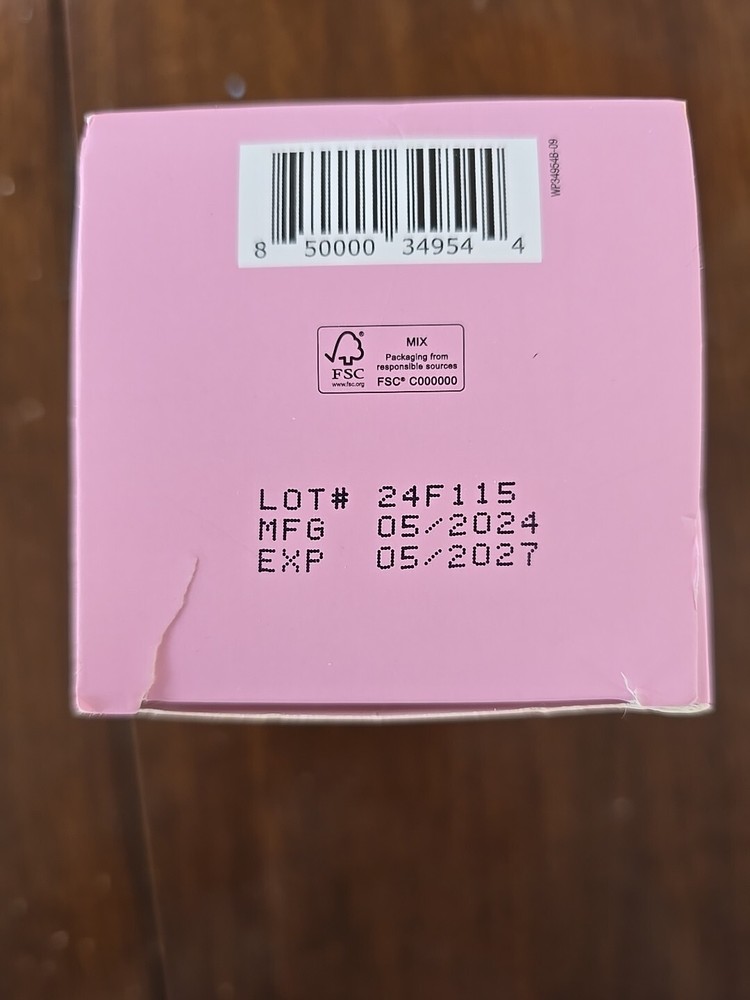 8 50000 34954 4
WP34954B-09
FSC®
www.fsc.org
MIX
Packaging from
responsible sources
FSC® C000000
LOT# 24F115
MFG 05/2024
EXP 05/2027